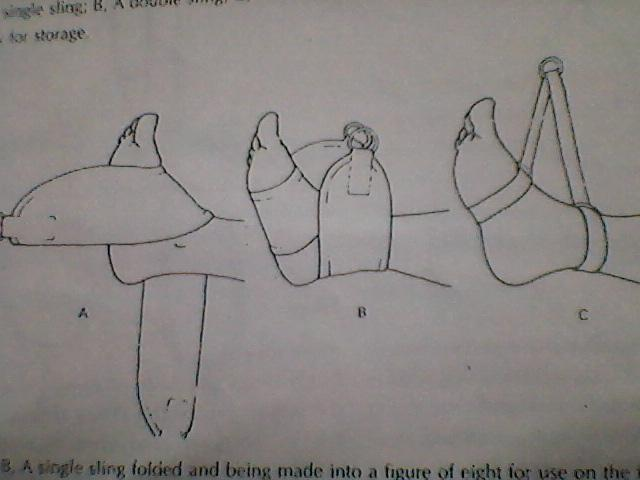 single sling; B, A double sling;
for storage.
A
B
C
B. A single sling folded and being made into a figure of eight for use on the